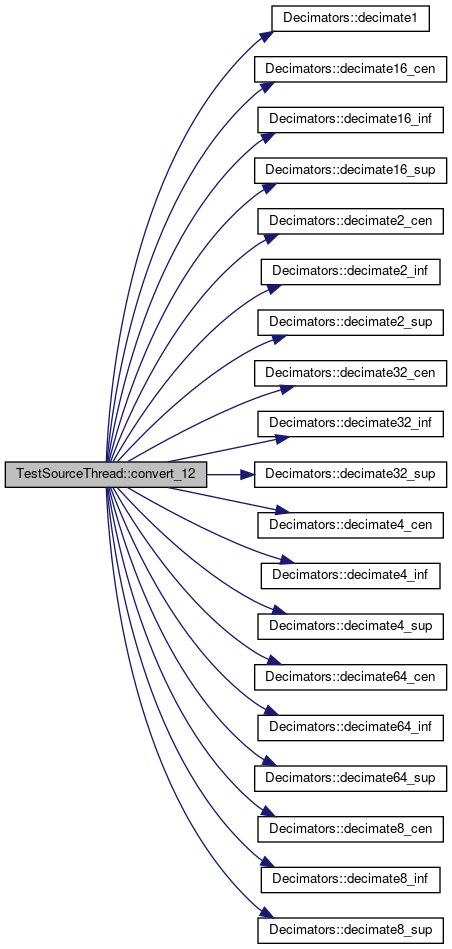 Decimators::decimate1
Decimators::decimate16_cen
Decimators::decimate16_inf
Decimators::decimate16_sup
Decimators::decimate2_cen
Decimators::decimate2_inf
Decimators::decimate2_sup
Decimators::decimate32_cen
Decimators::decimate32_inf
TestSourceThread::convert_12
Decimators::decimate32_sup
Decimators::decimate4_cen
Decimators::decimate4_inf
Decimators::decimate4_sup
Decimators::decimate64_cen
Decimators::decimate64_inf
Decimators::decimate64_sup
Decimators::decimate8_cen
Decimators::decimate8_inf
Decimators::decimate8_sup